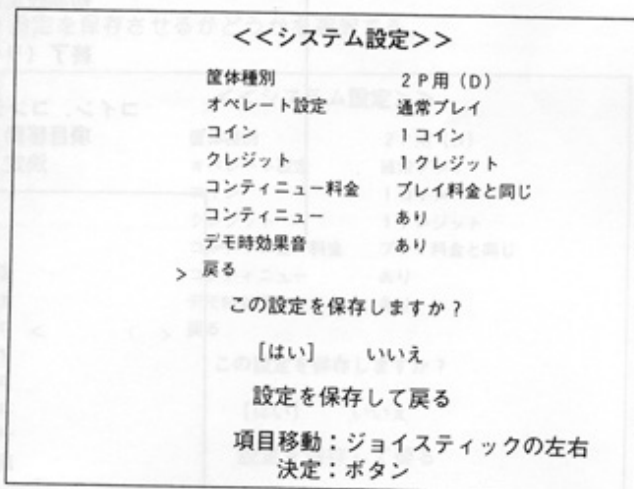 <<システム設定>>
筐体種別 2P用(D)
オペレート設定 通常プレイ
コイン 1コイン
クレジット 1クレジット
コンティニュー料金 プレイ料金と同じ
コンティニュー あり
デモ時効果音 あり
> 戻る
この設定を保存しますか?
[はい] いいえ
設定を保存して戻る
項目移動:ジョイスティックの左右
決定:ボタン